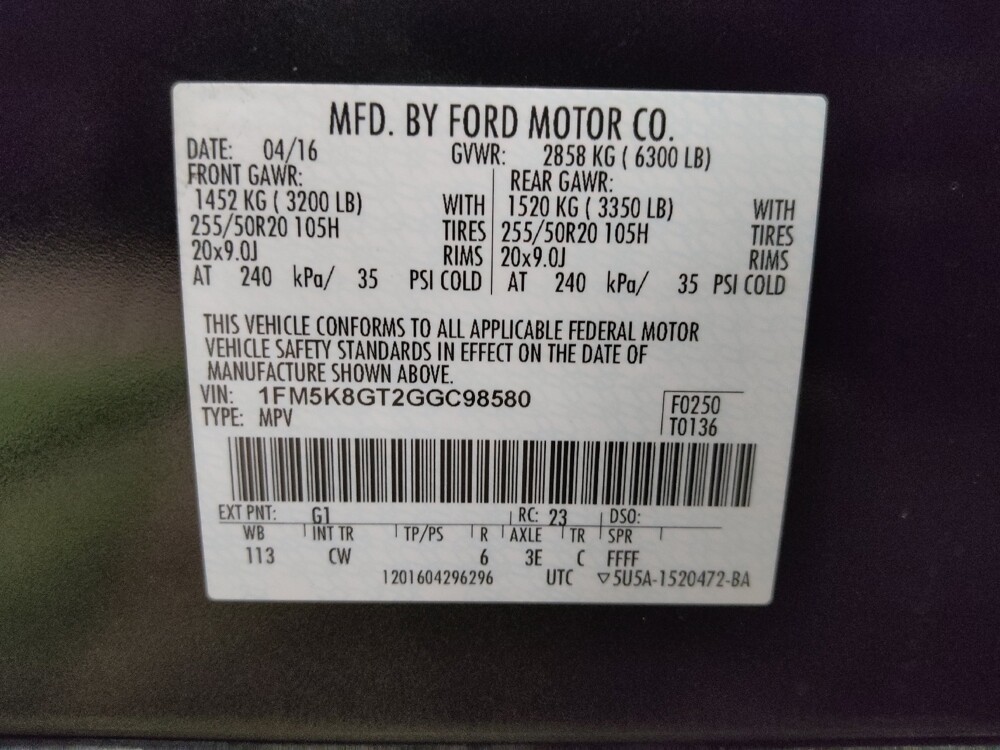 MFD. BY FORD MOTOR CO.
DATE: 04/16 GVWR: 2858 KG ( 6300 LB)
FRONT GAWR: REAR GAWR:
1452 KG ( 3200 LB) WITH 1520 KG ( 3350 LB) WITH
255/50R20 105H TIRES 255/50R20 105H TIRES
20x9.0J RIMS 20x9.0J RIMS
AT 240 kPa/ 35 PSI COLD AT 240 kPa/ 35 PSI COLD
THIS VEHICLE CONFORMS TO ALL APPLICABLE FEDERAL MOTOR
VEHICLE SAFETY STANDARDS IN EFFECT ON THE DATE OF
MANUFACTURE SHOWN ABOVE.
VIN: 1FM5K8GT2GGC98580 F0250
TYPE: MPV T0136
EXT PNT: G1 RC: 23 DSO:
WB INT TR TP/PS R AXLE TR SPR
113 CW 6 3E C FFFF
1201604296296 UTC ▽5U5A-1520472-BA